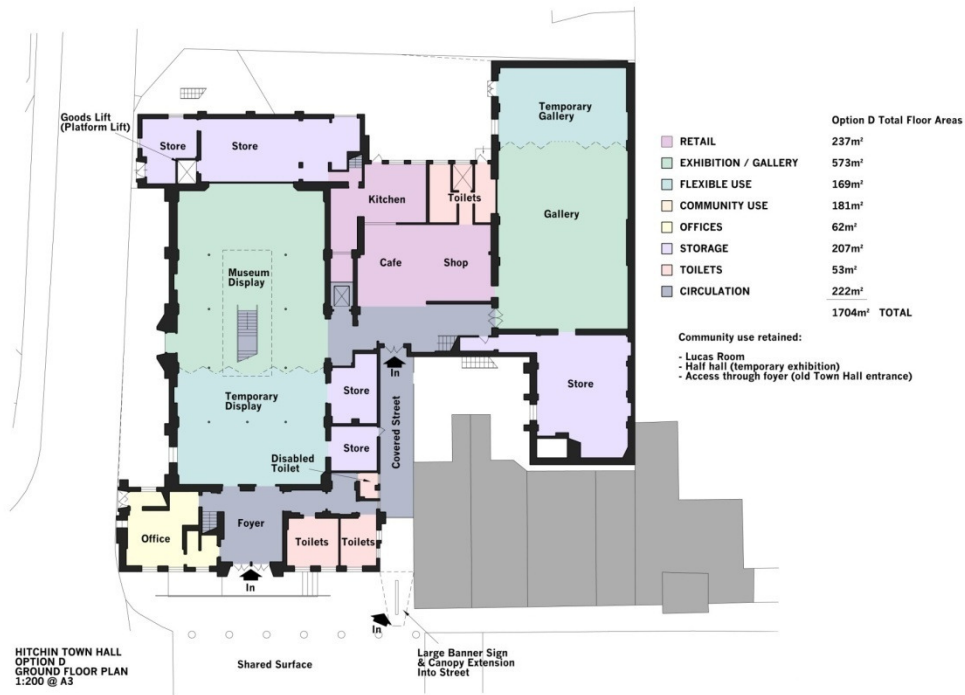 Goods Lift
(Platform Lift)
Store
Store
Temporary
Gallery
Kitchen
Toilets
Gallery
Cafe
Shop
Museum
Display
In
Store
Temporary
Display
Store
Store
Disabled
Toilet
Covered Street
Office
Foyer
Toilets
Toilets
In
In
Shared Surface
Large Banner Sign
& Canopy Extension
Into Street
HITCHIN TOWN HALL
OPTION D
GROUND FLOOR PLAN
1:200 @ A3
Option D Total Floor Areas
RETAIL 237m²
EXHIBITION / GALLERY 573m²
FLEXIBLE USE 169m²
COMMUNITY USE 181m²
OFFICES 62m²
STORAGE 207m²
TOILETS 53m²
CIRCULATION 222m²
1704m² TOTAL
Community use retained:
- Lucas Room
- Half hall (temporary exhibition)
- Access through foyer (old Town Hall entrance)